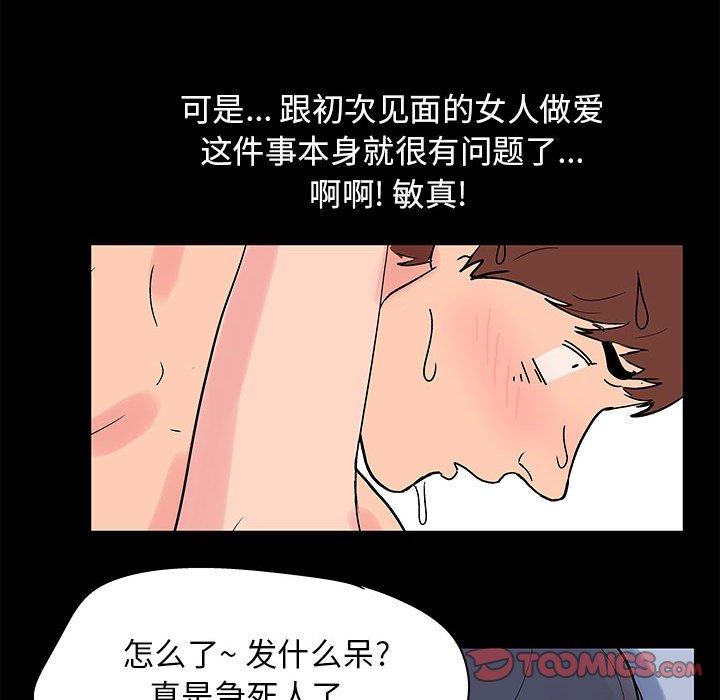 可是... 跟初次见面的女人做爱
这件事本身就很有问题了...
啊啊! 敏真!
怎么了~ 发什么呆?
真是急死人了
TOOMICS.COM